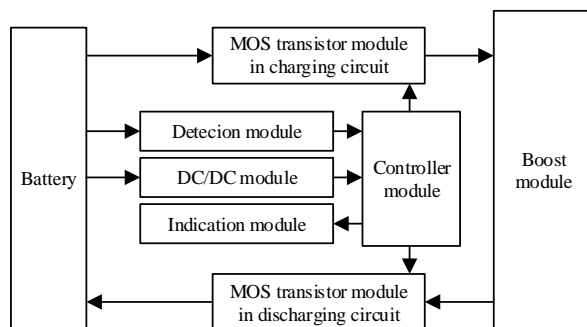 MOS transistor module
in charging circuit
Detecion module
DC/DC module
Indication module
Battery
Controller
module
Boost
module
MOS transistor module
in discharging circuit